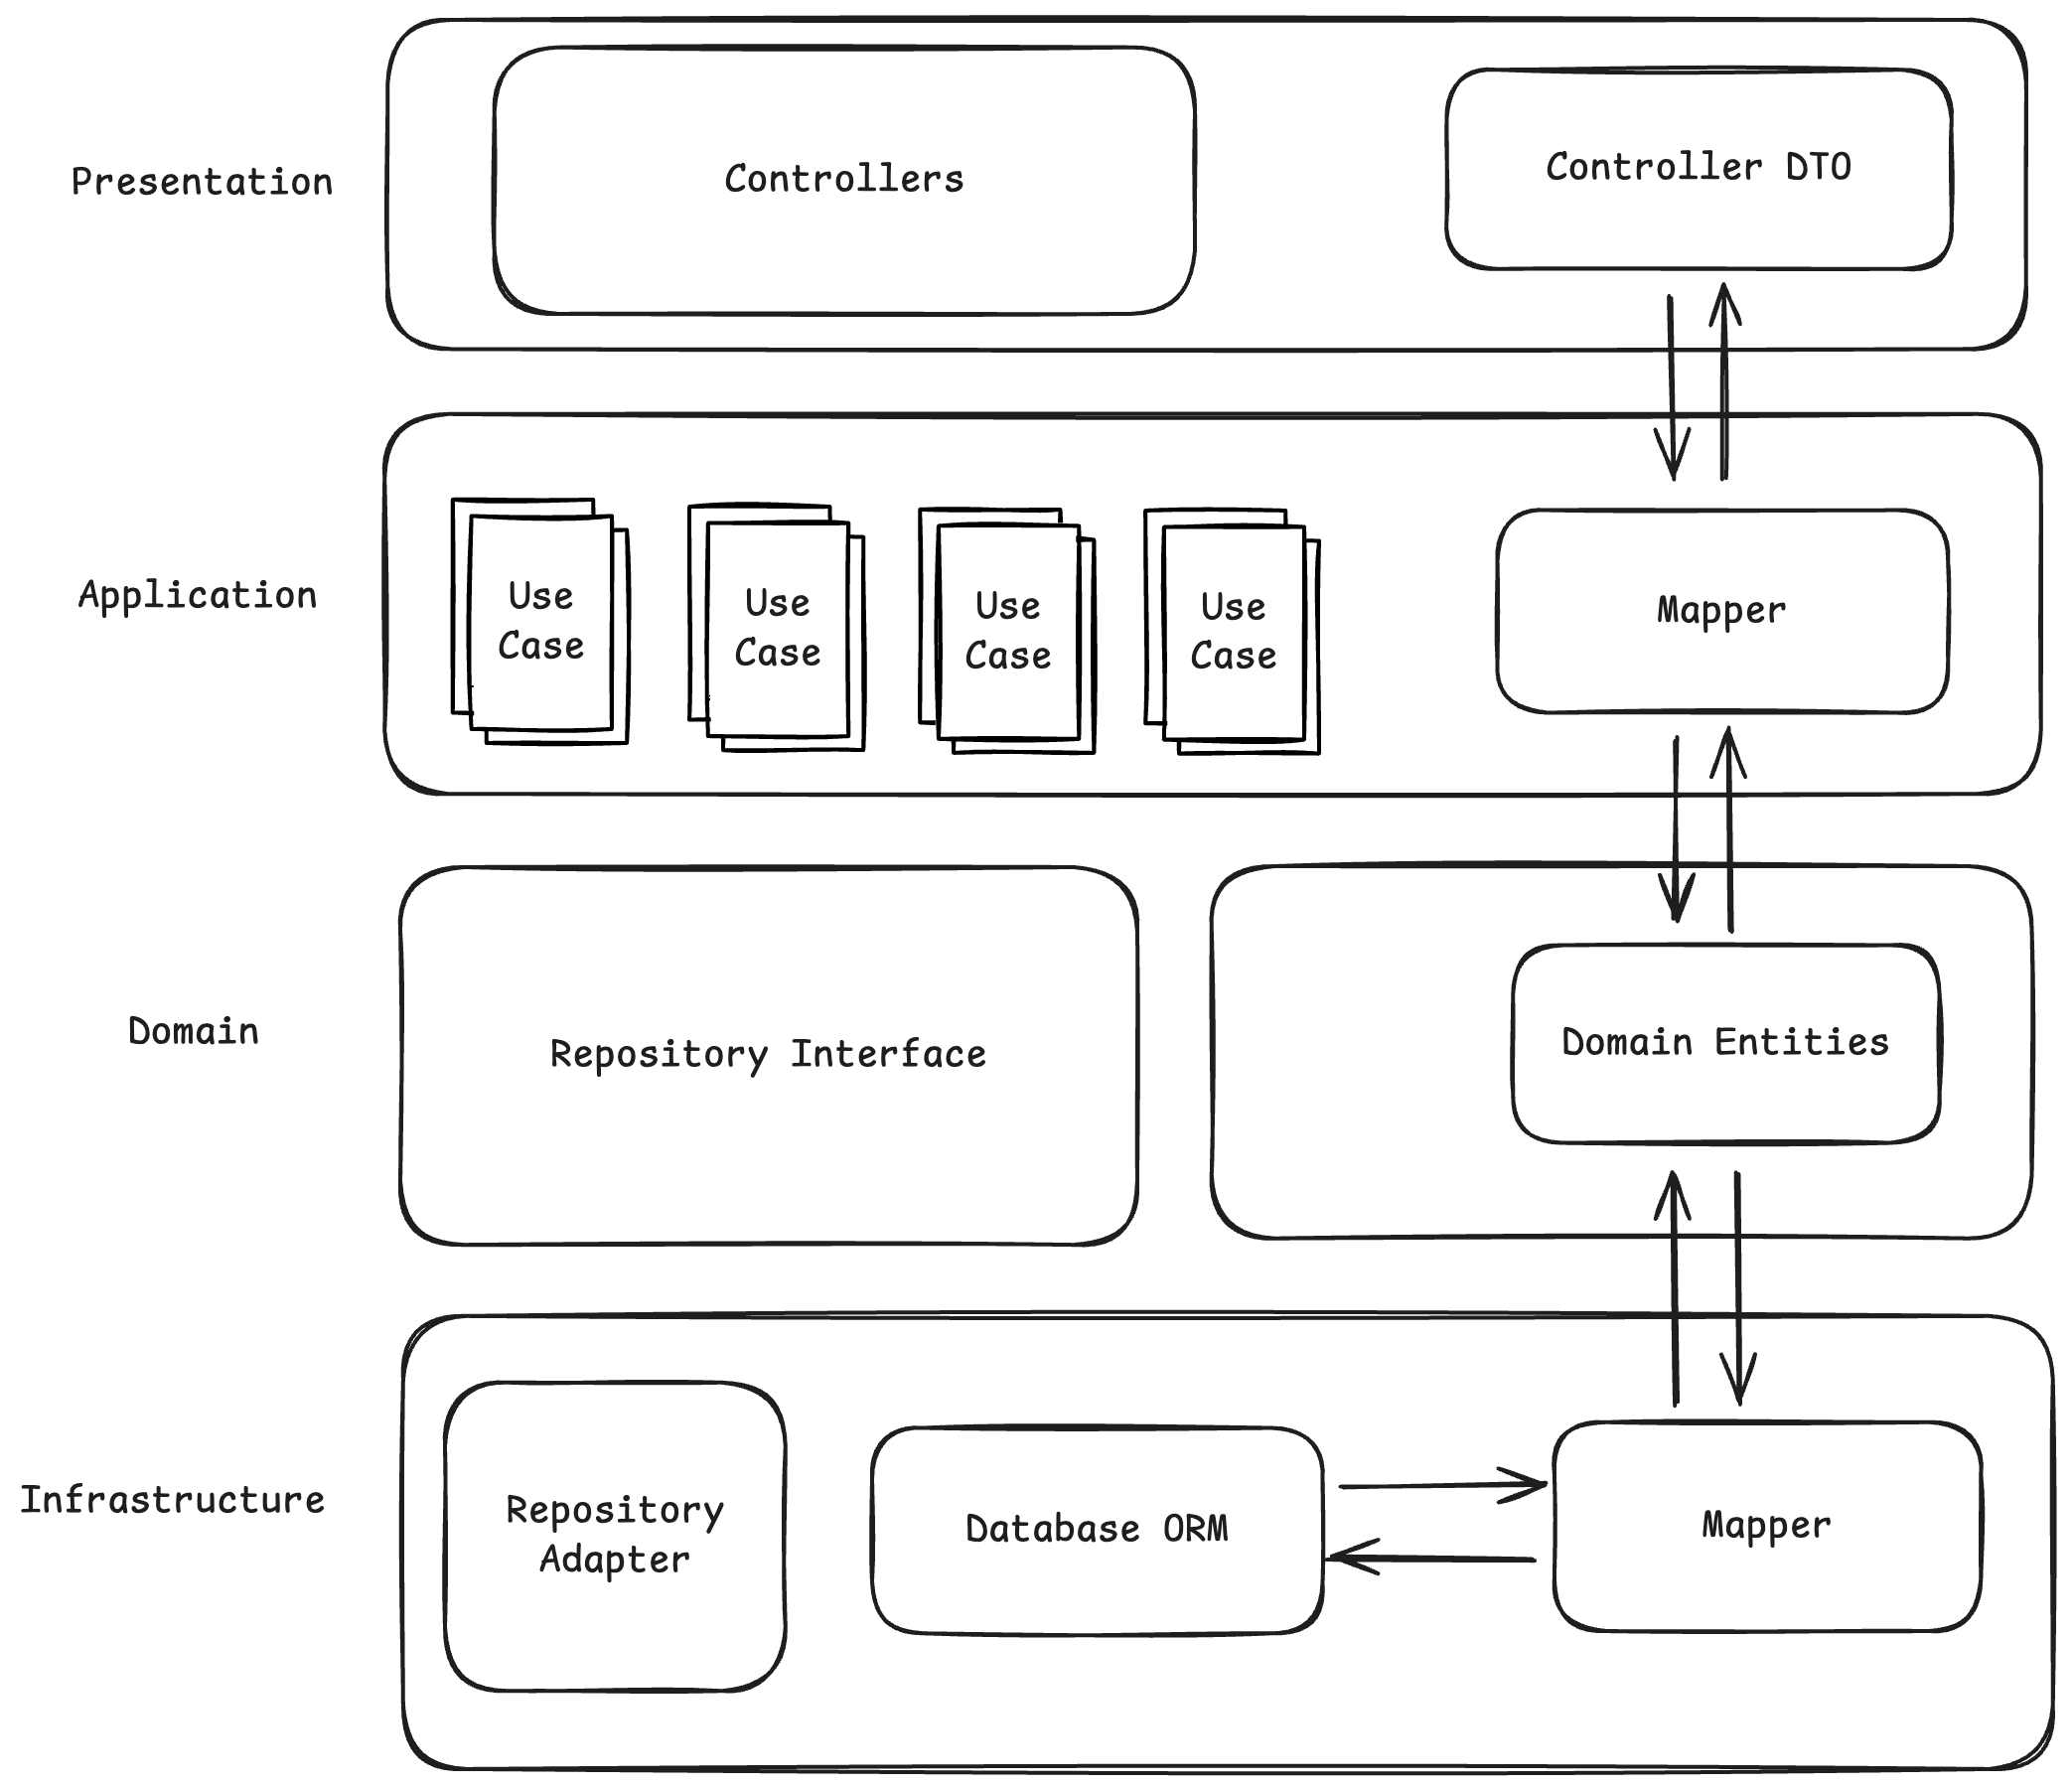 Presentation
Controllers
Controller DTO
Application
Use
Case
Use
Case
Use
Case
Use
Case
Mapper
Domain
Repository Interface
Domain Entities
Infrastructure
Repository
Adapter
Database ORM
Mapper